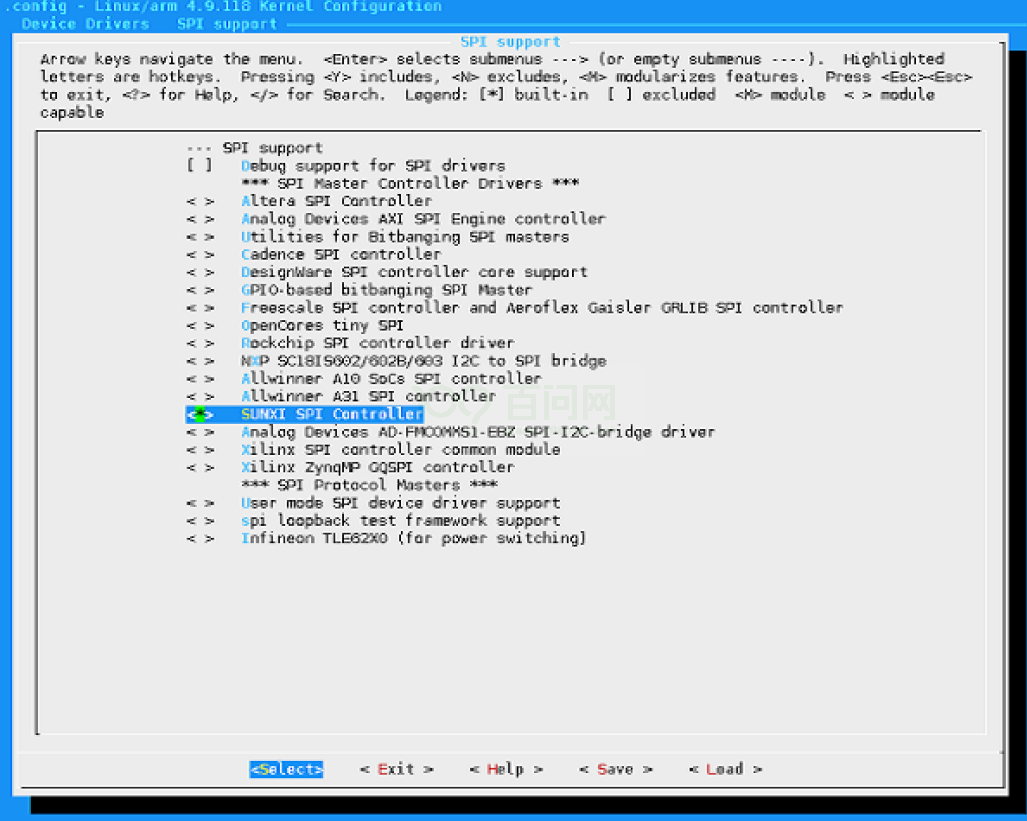 .config - Linux/arm 4.9.118 Kernel Configuration
Device Drivers   SPI support
SPI support
Arrow keys navigate the menu.  <Enter> selects submenus ---> (or empty submenus ----).  Highlighted
letters are hotkeys.  Pressing <Y> includes, <N> excludes, <M> modularizes features.  Press <Esc><Esc>
to exit, <?> for Help, </> for Search.  Legend: [*] built-in  [ ] excluded  <M> module  < > module
capable
--- SPI support
[ ]   Debug support for SPI drivers
*** SPI Master Controller Drivers ***
< >   Altera SPI Controller
< >   Analog Devices AXI SPI Engine controller
< >   Utilities for Bitbanging SPI masters
< >   Cadence SPI controller
< >   DesignWare SPI controller core support
< >   GPIO-based bitbanging SPI Master
< >   Freescale SPI controller and Aeroflex Gaisler GRLIB SPI controller
< >   OpenCores tiny SPI
< >   Rockchip SPI controller driver
< >   NXP SC18IS602/602B/603 I2C to SPI bridge
< >   Allwinner A10 SoCs SPI controller
< >   Allwinner A31 SPI controller
<*>   SUNXI SPI Controller
百问网
< >   Analog Devices AD-FMCOMMS1-EBZ SPI-I2C-bridge driver
< >   Xilinx SPI controller common module
< >   Xilinx ZynqMP GQSPI controller
*** SPI Protocol Masters ***
< >   User mode SPI device driver support
< >   spi loopback test framework support
< >   Infineon TLE62X0 (for power switching)
<Select>    < Exit >    < Help >    < Save >    < Load >